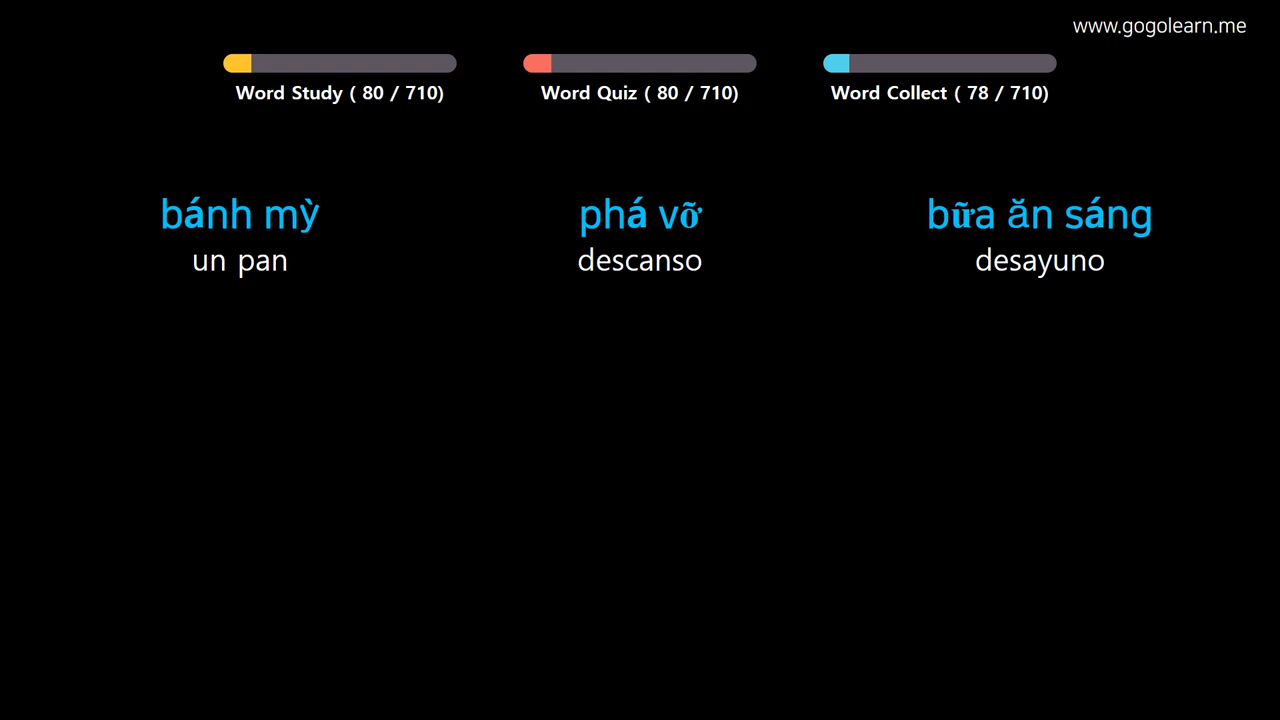 www.gogolearn.me
Word Study ( 80 / 710)
Word Quiz ( 80 / 710)
Word Collect ( 78 / 710)
bánh mỳ
un pan
phá vỡ
descanso
bữa ăn sáng
desayuno